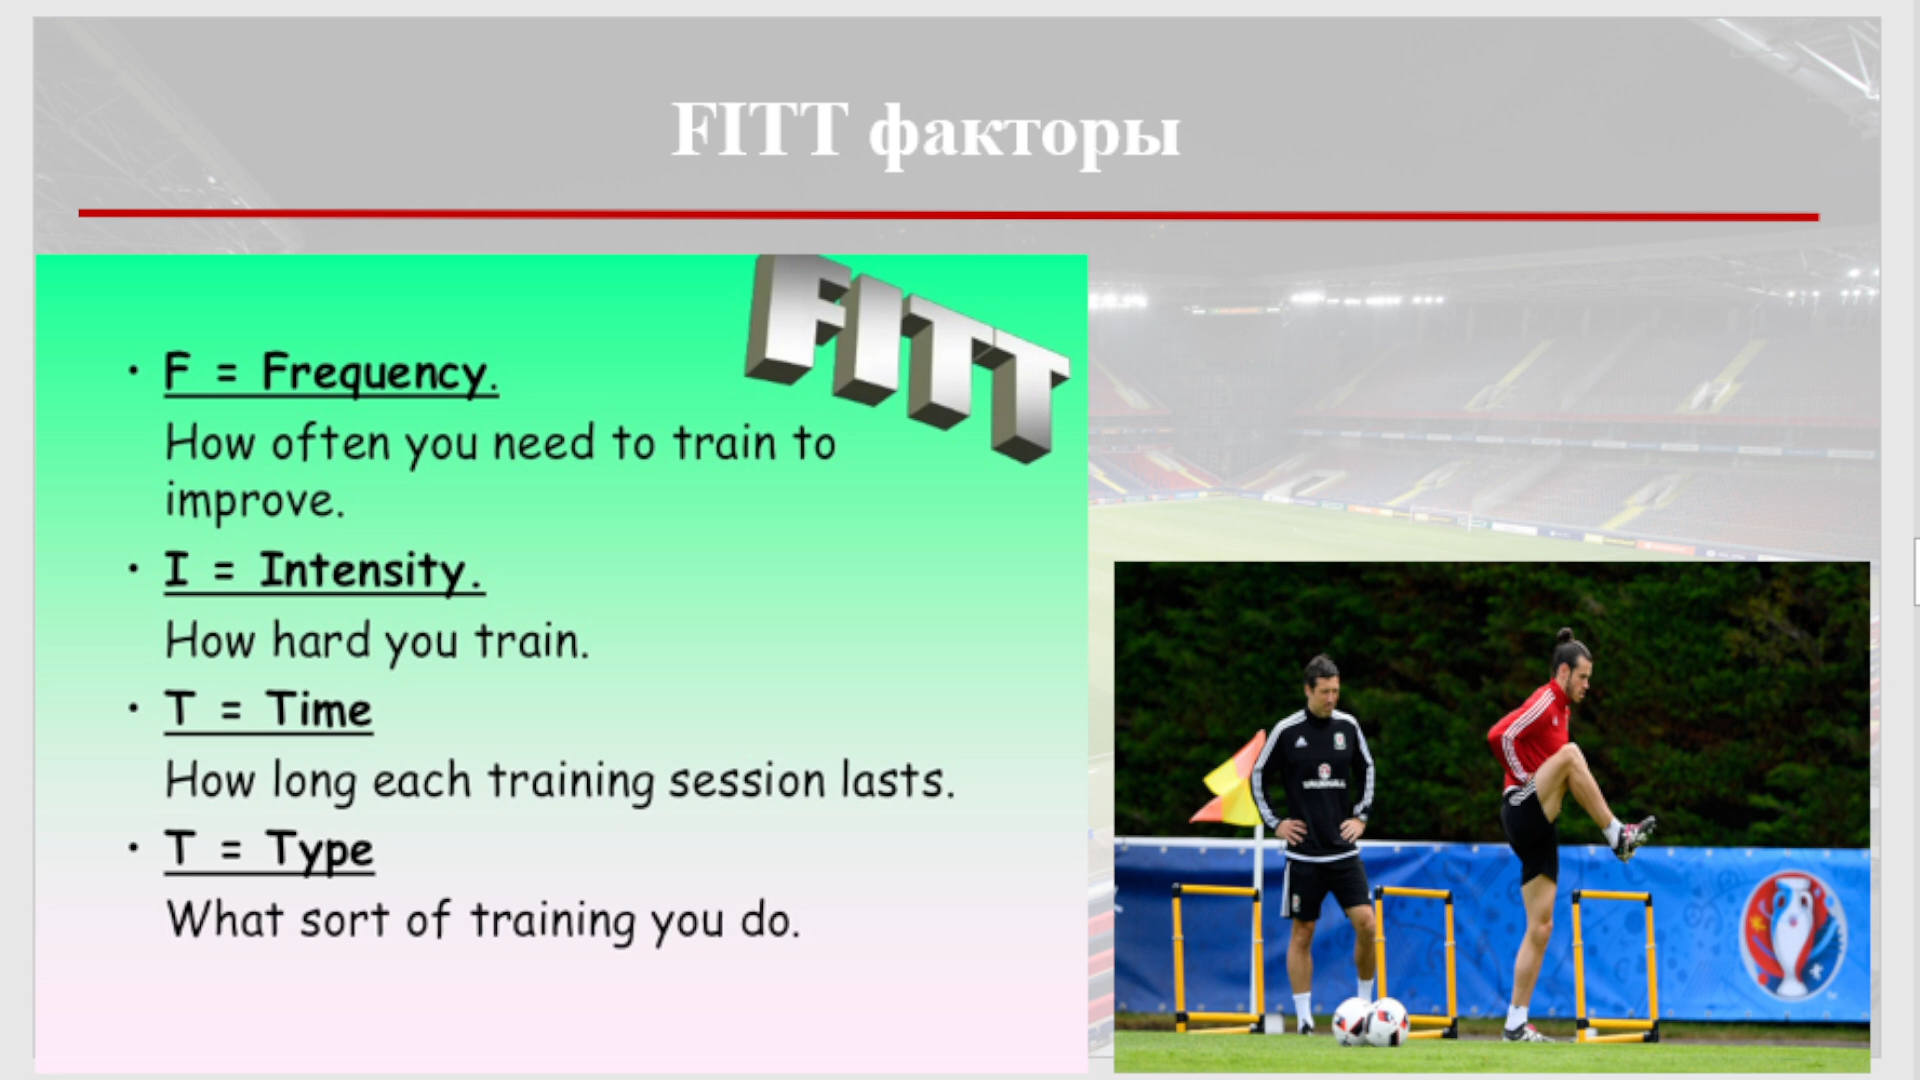 FITT факторы
FITT
• F = Frequency.
How often you need to train to
improve.
• I = Intensity.
How hard you train.
• T = Time
How long each training session lasts.
• T = Type
What sort of training you do.
VAUXHALL